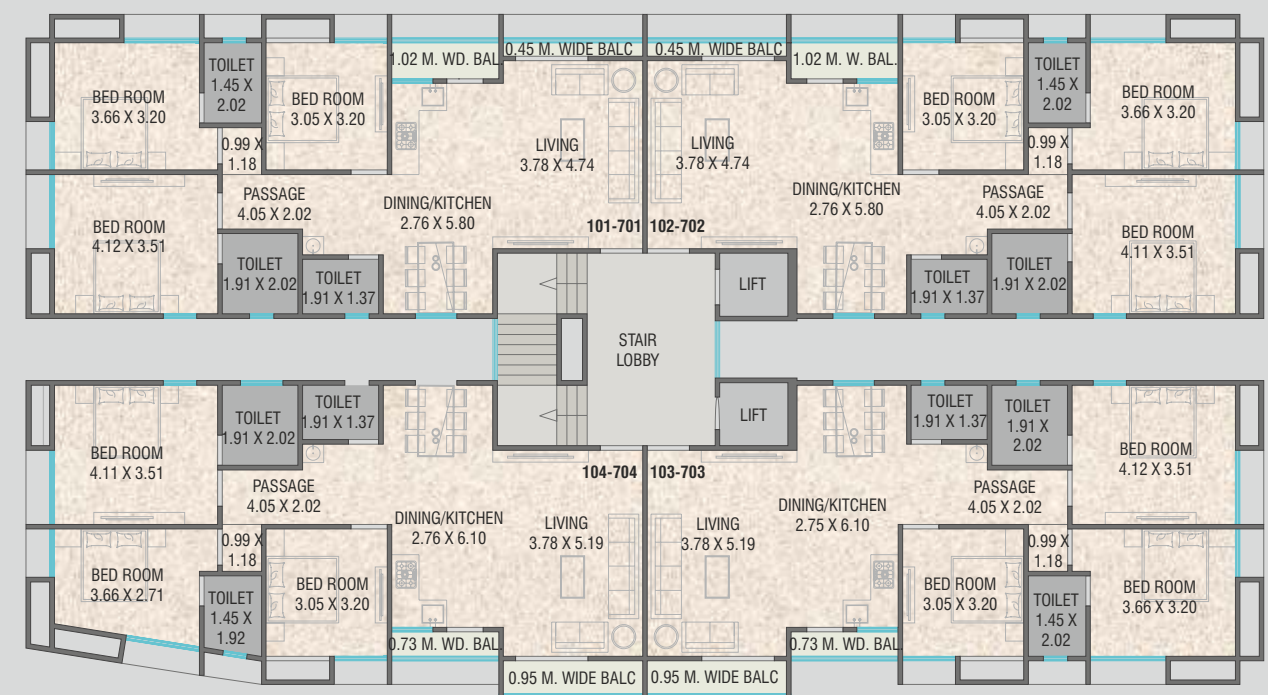 1.02 M. WD. BAL.
0.45 M. WIDE BALC
0.45 M. WIDE BALC
1.02 M. W. BAL.
BED ROOM
3.66 X 3.20
TOILET
1.45 X
2.02
BED ROOM
3.05 X 3.20
0.99 X
1.18
LIVING
3.78 X 4.74
LIVING
3.78 X 4.74
BED ROOM
3.05 X 3.20
TOILET
1.45 X
2.02
0.99 X
1.18
BED ROOM
3.66 X 3.20
PASSAGE
4.05 X 2.02
DINING/KITCHEN
2.76 X 5.80
101-701
102-702
DINING/KITCHEN
2.76 X 5.80
PASSAGE
4.05 X 2.02
BED ROOM
4.12 X 3.51
TOILET
1.91 X 2.02
TOILET
1.91 X 1.37
LIFT
TOILET
1.91 X 1.37
TOILET
1.91 X 2.02
BED ROOM
4.11 X 3.51
STAIR
LOBBY
BED ROOM
4.11 X 3.51
TOILET
1.91 X 2.02
TOILET
1.91 X 1.37
LIFT
TOILET
1.91 X 1.37
TOILET
1.91 X
2.02
BED ROOM
4.12 X 3.51
PASSAGE
4.05 X 2.02
104-704
103-703
PASSAGE
4.05 X 2.02
DINING/KITCHEN
2.76 X 6.10
LIVING
3.78 X 5.19
LIVING
3.78 X 5.19
DINING/KITCHEN
2.75 X 6.10
BED ROOM
3.66 X 2.71
0.99 X
1.18
TOILET
1.45 X
1.92
BED ROOM
3.05 X 3.20
BED ROOM
3.05 X 3.20
0.99 X
1.18
TOILET
1.45 X
2.02
BED ROOM
3.66 X 3.20
0.73 M. WD. BAL.
0.73 M. WD. BAL.
0.95 M. WIDE BALC
0.95 M. WIDE BALC